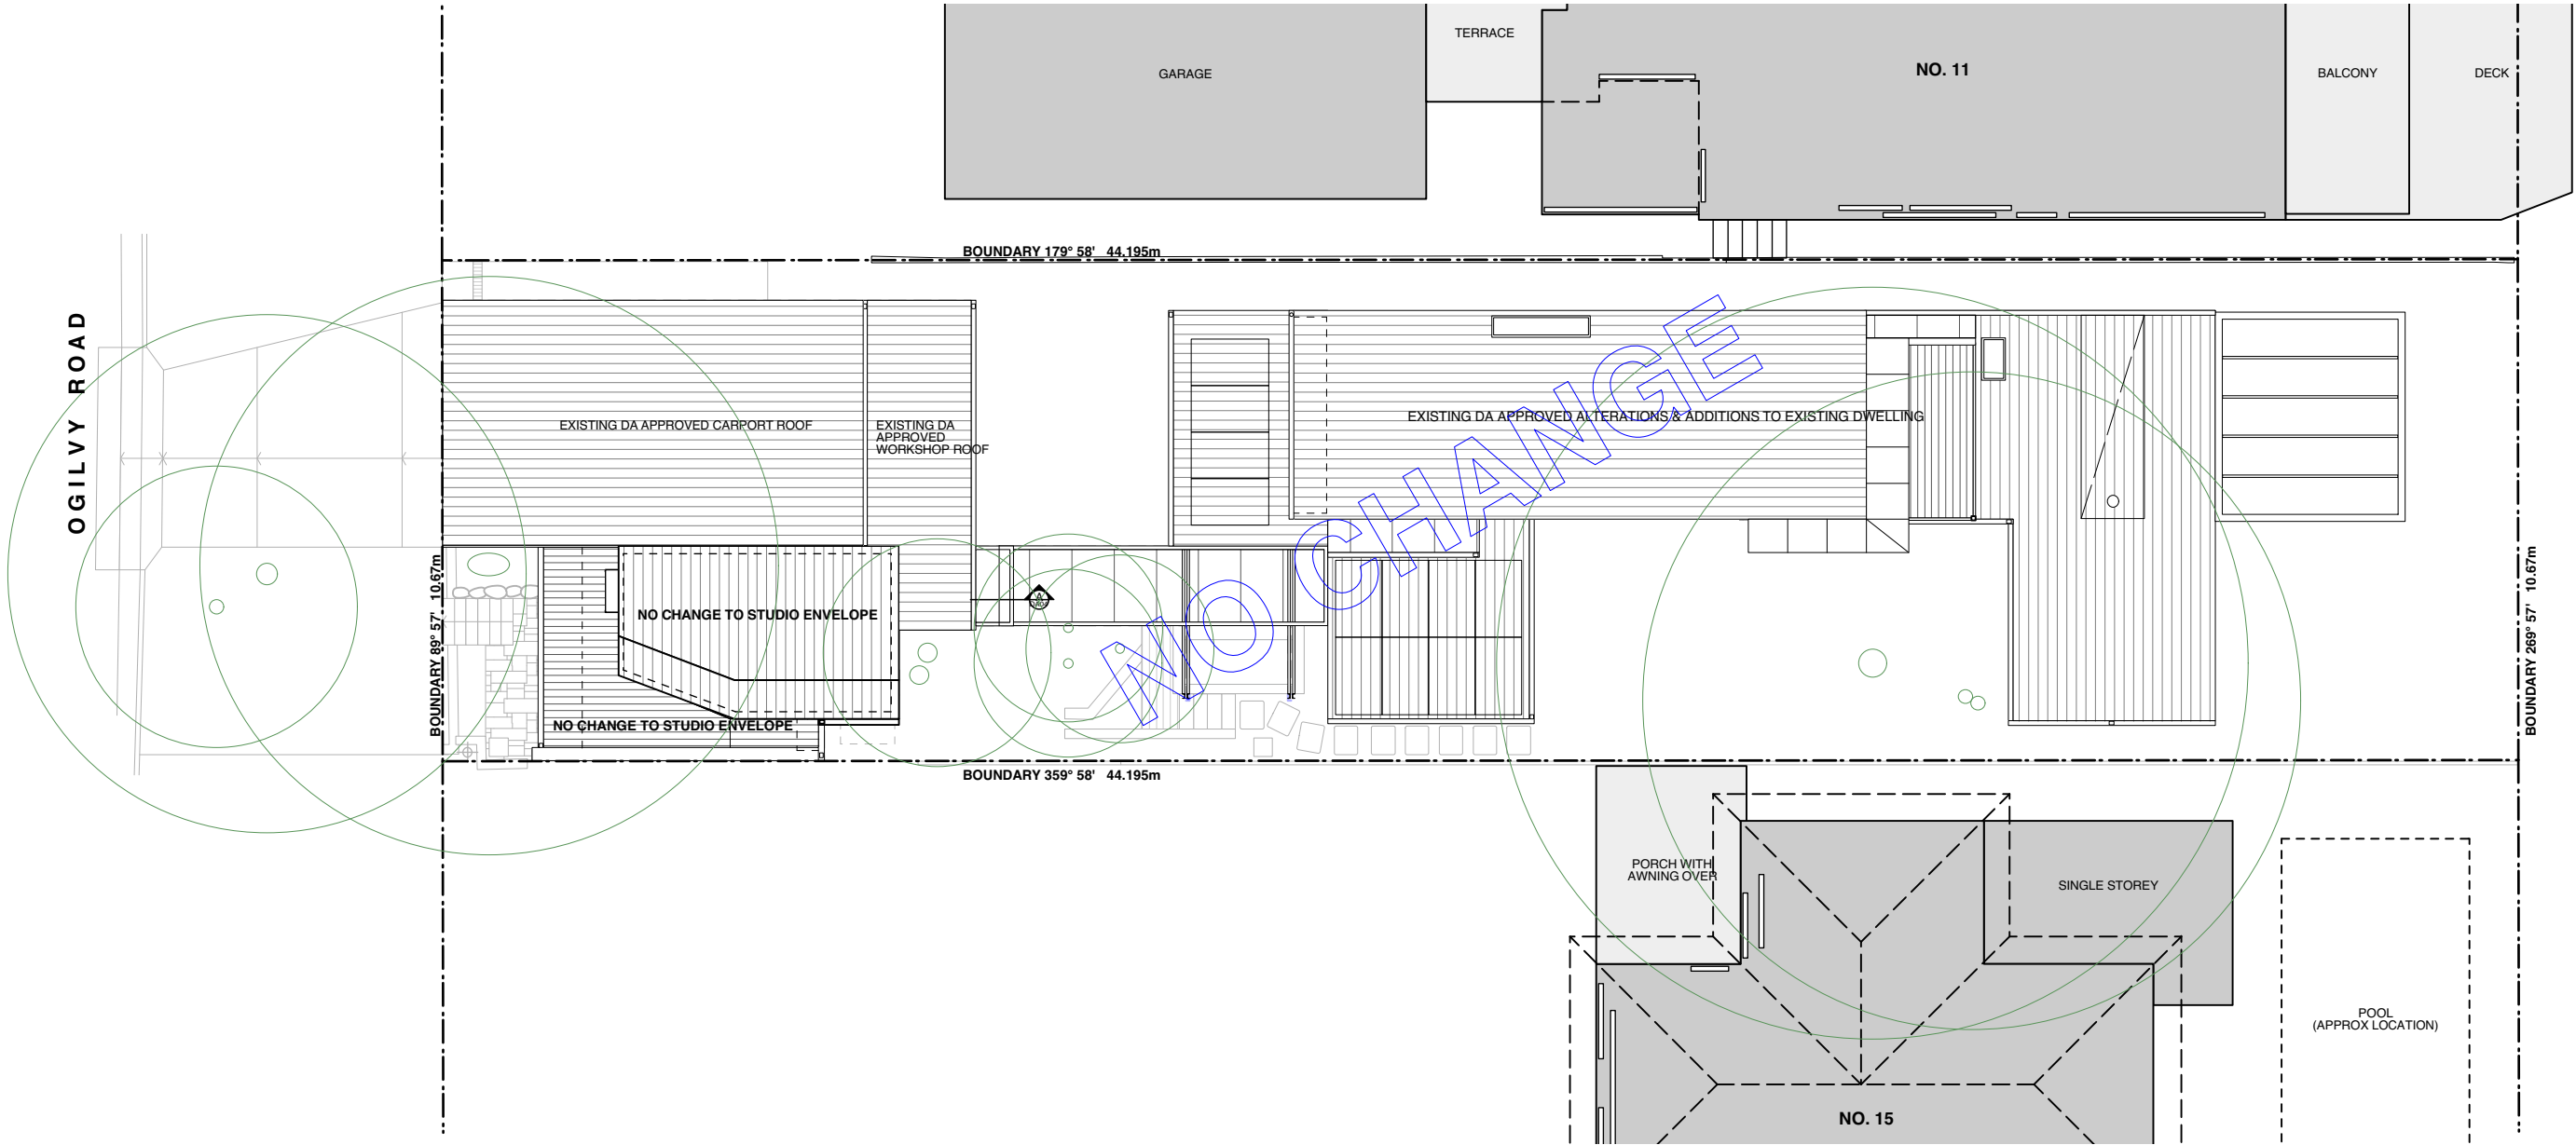 TERRACE
GARAGE
NO. 11
BALCONY
DECK
BOUNDARY 179° 58' 44.195m
OGILVY ROAD
EXISTING DA APPROVED CARPORT ROOF
EXISTING DA
APPROVED
WORKSHOP ROOF
EXISTING DA APPROVED ALTERATIONS & ADDITIONS TO EXISTING DWELLING
NO CHANGE
BOUNDARY 89° 57' 10.67m
NO CHANGE TO STUDIO ENVELOPE
NO CHANGE TO STUDIO ENVELOPE
BOUNDARY 269° 57' 10.67m
BOUNDARY 359° 58' 44.195m
PORCH WITH
AWNING OVER
SINGLE STOREY
POOL
(APPROX LOCATION)
NO. 15